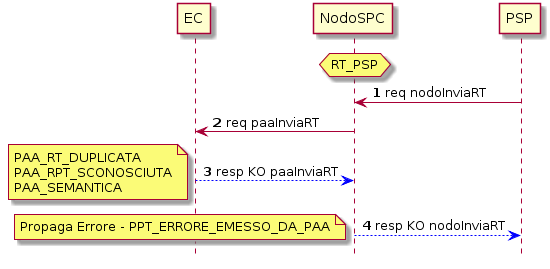 EC
NodoSPC
PSP
RT_PSP
1 req nodoInviaRT
2 req paaInviaRT
PAA_RT_DUPLICATA
PAA_RPT_SCONOSCIUTA
PAA_SEMANTICA
3 resp KO paaInviaRT
Propaga Errore - PPT_ERRORE_EMESSO_DA_PAA
4 resp KO nodoInviaRT